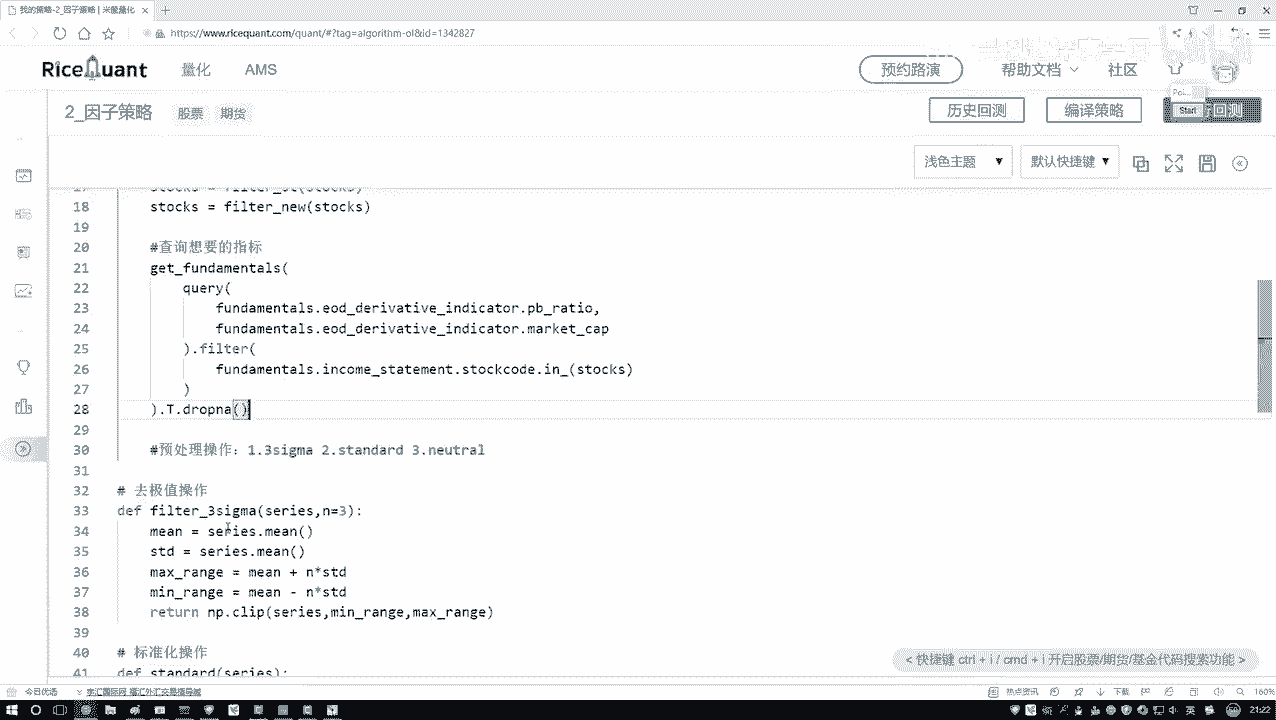 我的策略-2_因子策略 | 米筐量化
https://www.ricequant.com/quant/#?tag=algorithm-ol&id=1342827
RiceQuant 量化 AMS 预约路演 帮助文档 社区
2_因子策略 股票 期货 历史回测 编译策略 Start 回测
浅色主题 默认快捷键
17 stocks = filter_st(stocks)
18 stocks = filter_new(stocks)
19
20 #查询想要的指标
21 get_fundamentals(
22 query(
23 fundamentals.eod_derivative_indicator.pb_ratio,
24 fundamentals.eod_derivative_indicator.market_cap
25 ).filter(
26 fundamentals.income_statement.stockcode.in_(stocks)
27 )
28 ).T.dropna()
29
30 #预处理操作：1.3sigma 2.standard 3.neutral
31
32 # 去极值操作
33 def filter_3sigma(series,n=3):
34 mean = series.mean()
35 std = series.mean()
36 max_range = mean + n*std
37 min_range = mean - n*std
38 return np.clip(series,min_range,max_range)
39
40 # 标准化操作
41 def standard(series):
< 快捷键 ctrl + i / cmd + i 开启股票/期货/基金代码搜索功能 >
今日优选 热点资讯 下载 160%
21:22